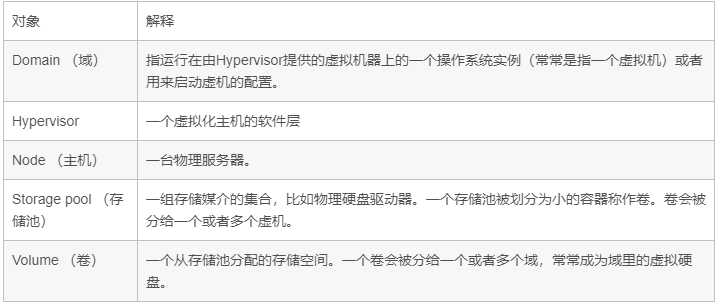 对象 解释
Domain （域） 指运行在由Hypervisor提供的虚拟机器上的一个操作系统实例（常常是指一个虚拟机）或者
用来启动虚机的配置。
Hypervisor 一个虚拟化主机的软件层
Node （主机） 一台物理服务器。
Storage pool （存 一组存储媒介的集合，比如物理硬盘驱动器。一个存储池被划分为小的容器称作卷。卷会被
储池） 分给一个或者多个虚机。
Volume （卷） 一个从存储池分配的存储空间。一个卷会被分给一个或者多个域，常常成为域里的虚拟硬
盘。